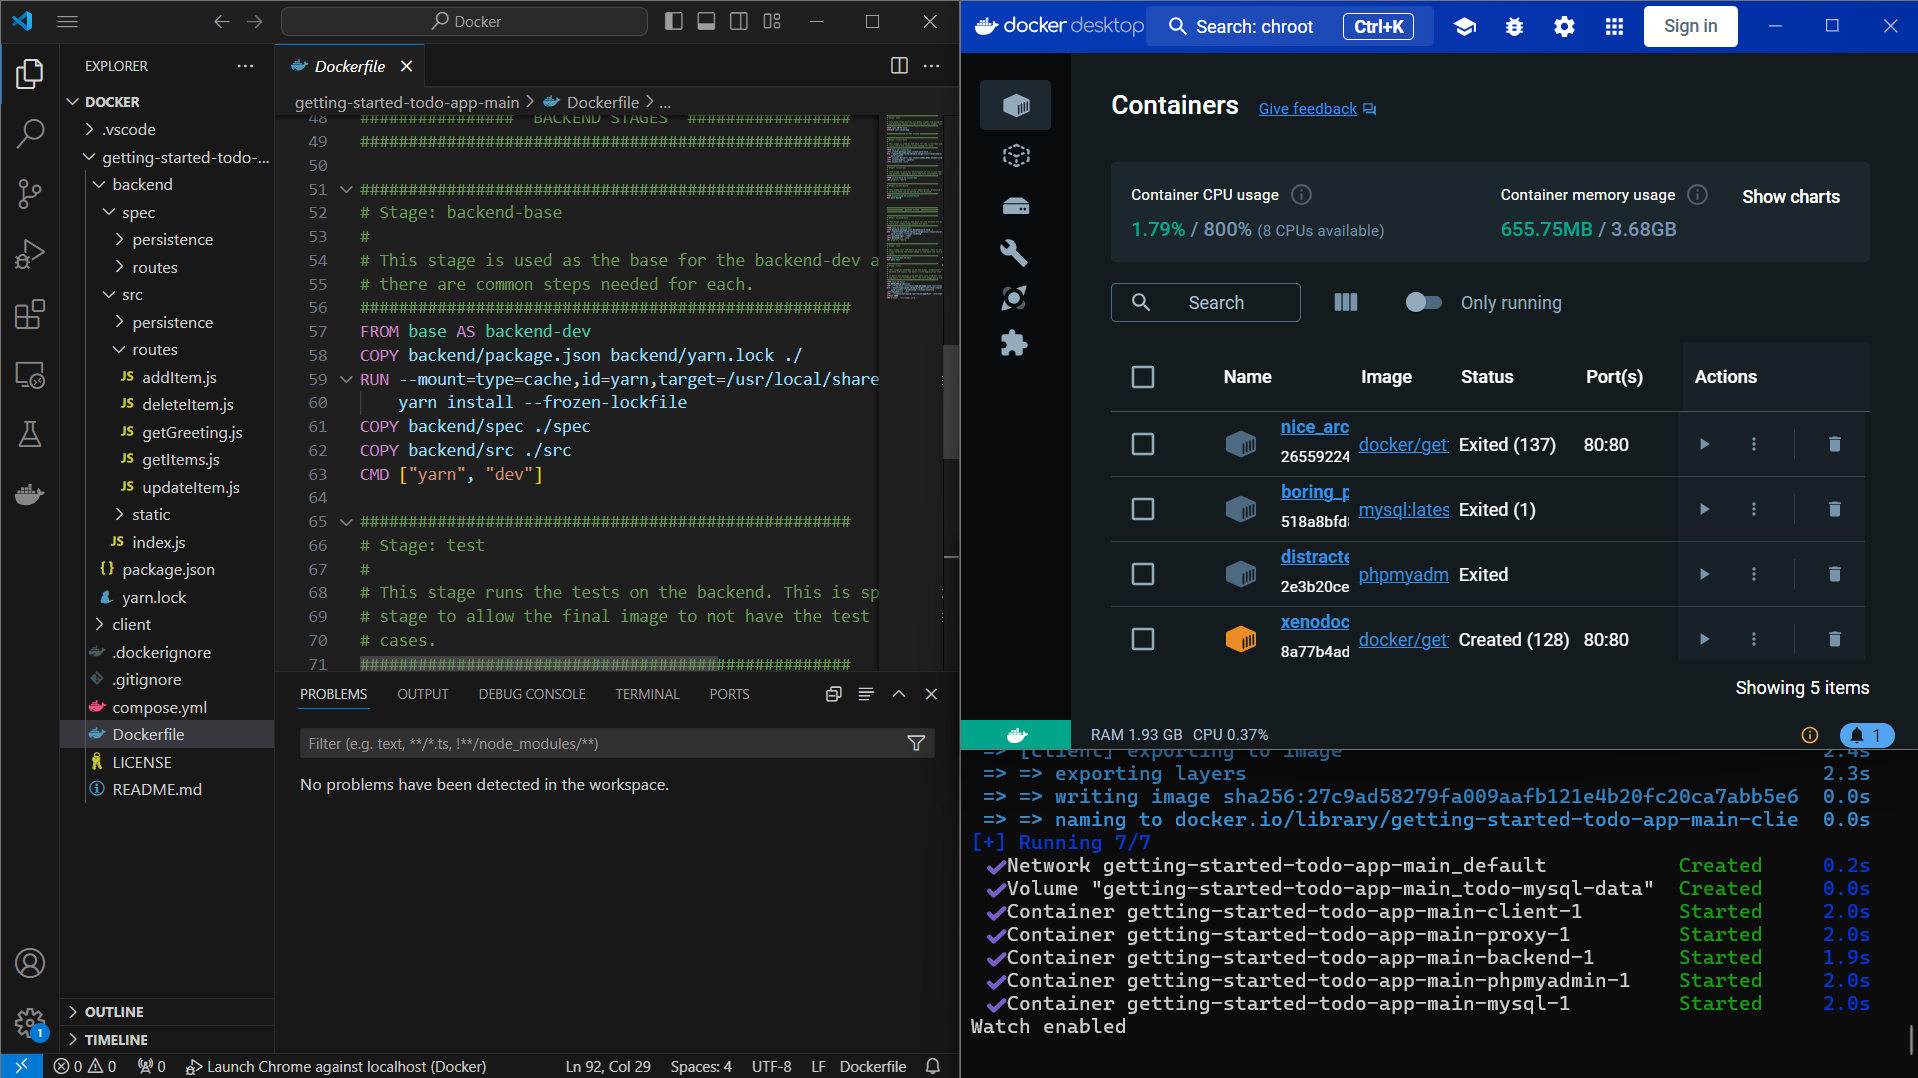 Docker
EXPLORER
DOCKER
.vscode
getting-started-todo-...
backend
spec
persistence
routes
src
persistence
routes
JS addItem.js
JS deleteItem.js
JS getGreeting.js
JS getItems.js
JS updateItem.js
static
JS index.js
{} package.json
yarn.lock
client
.dockerignore
.gitignore
compose.yml
Dockerfile
LICENSE
README.md
OUTLINE
TIMELINE
1
Dockerfile
getting-started-todo-app-main > Dockerfile > ...
48 ################ BACKEND STAGES #################
49 ###################################################
50
51 ###################################################
52 # Stage: backend-base
53 #
54 # This stage is used as the base for the backend-dev a
55 # there are common steps needed for each.
56 ###################################################
57 FROM base AS backend-dev
58 COPY backend/package.json backend/yarn.lock ./
59 RUN --mount=type=cache,id=yarn,target=/usr/local/share
60 yarn install --frozen-lockfile
61 COPY backend/spec ./spec
62 COPY backend/src ./src
63 CMD ["yarn", "dev"]
64
65 ###################################################
66 # Stage: test
67 #
68 # This stage runs the tests on the backend. This is sp
69 # stage to allow the final image to not have the test
70 # cases.
71 ###################################################
PROBLEMS OUTPUT DEBUG CONSOLE TERMINAL PORTS
Filter (e.g. text, **/*.ts, !**/node_modules/**)
No problems have been detected in the workspace.
0 0 0 Launch Chrome against localhost (Docker) Ln 92, Col 29 Spaces: 4 UTF-8 LF Dockerfile
docker desktop Search: chroot Ctrl+K Sign in
Containers Give feedback
Container CPU usage
1.79% / 800% (8 CPUs available)
Container memory usage
655.75MB / 3.68GB
Show charts
Search Only running
Name Image Status Port(s) Actions
nice_arc
26559224 docker/get Exited (137) 80:80
boring_p
518a8bfd mysql:lates Exited (1)
distracte
2e3b20ce phpmyadm Exited
xenodoc
8a77b4ad docker/get Created (128) 80:80
Showing 5 items
RAM 1.93 GB CPU 0.37% 1
=> [client] exporting to image 2.4s
=> => exporting layers 2.3s
=> => writing image sha256:27c9ad58279fa009aafb121e4b20fc20ca7abb5e6 0.0s
=> => naming to docker.io/library/getting-started-todo-app-main-clie 0.0s
[+] Running 7/7
✔Network getting-started-todo-app-main_default Created 0.2s
✔Volume "getting-started-todo-app-main_todo-mysql-data" Created 0.0s
✔Container getting-started-todo-app-main-client-1 Started 2.0s
✔Container getting-started-todo-app-main-proxy-1 Started 2.0s
✔Container getting-started-todo-app-main-backend-1 Started 1.9s
✔Container getting-started-todo-app-main-phpmyadmin-1 Started 2.0s
✔Container getting-started-todo-app-main-mysql-1 Started 2.0s
Watch enabled